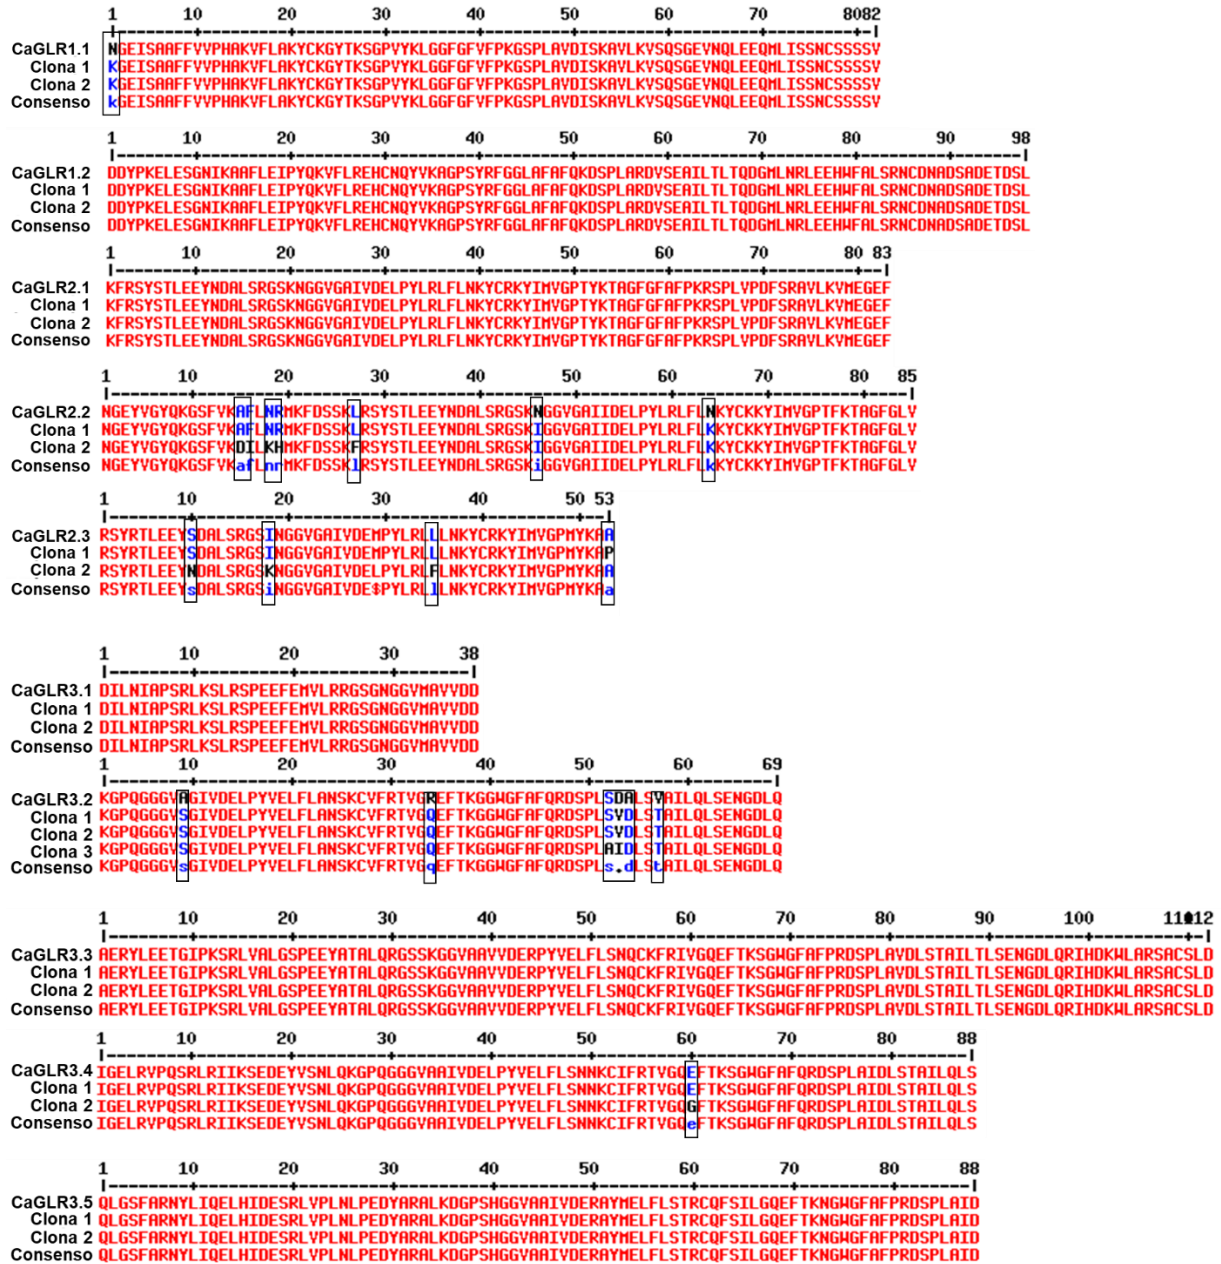 1 10 20 30 40 50 60 70 8082
CaGLR1.1 NGEISAAFFVVPHAKVFLAKYCKGYTKSGPVYKLGGFGFVFPKGSPLAVDISKAVLKVSQSGEVNQLEEQMLISSNCSSSSV
Clona 1 KGEISAAFFVVPHAKVFLAKYCKGYTKSGPVYKLGGFGFVFPKGSPLAVDISKAVLKVSQSGEVNQLEEQMLISSNCSSSSV
Clona 2 KGEISAAFFVVPHAKVFLAKYCKGYTKSGPVYKLGGFGFVFPKGSPLAVDISKAVLKVSQSGEVNQLEEQMLISSNCSSSSV
Consenso kGEISAAFFVVPHAKVFLAKYCKGYTKSGPVYKLGGFGFVFPKGSPLAVDISKAVLKVSQSGEVNQLEEQMLISSNCSSSSV
1 10 20 30 40 50 60 70 80 90 98
CaGLR1.2 DDYPKELESGNIKAAFLEIPYQKVFLREHCNQYVKAGPSYRFGGLAFAFQKDSPLARDVSEAILTLTQDGMLNRLEEHWFALSRNCDNADSADETDSL
Clona 1 DDYPKELESGNIKAAFLEIPYQKVFLREHCNQYVKAGPSYRFGGLAFAFQKDSPLARDVSEAILTLTQDGMLNRLEEHWFALSRNCDNADSADETDSL
Clona 2 DDYPKELESGNIKAAFLEIPYQKVFLREHCNQYVKAGPSYRFGGLAFAFQKDSPLARDVSEAILTLTQDGMLNRLEEHWFALSRNCDNADSADETDSL
Consenso DDYPKELESGNIKAAFLEIPYQKVFLREHCNQYVKAGPSYRFGGLAFAFQKDSPLARDVSEAILTLTQDGMLNRLEEHWFALSRNCDNADSADETDSL
1 10 20 30 40 50 60 70 80 83
CaGLR2.1 KFRSYSTLEEYNDALSRGSKNGGVGAIVDELPYLRLFLNKYCRKYIMVGPTYKTAGFGFAFPKRSPLVPDFSRAVLKVMEGEF
Clona 1 KFRSYSTLEEYNDALSRGSKNGGVGAIVDELPYLRLFLNKYCRKYIMVGPTYKTAGFGFAFPKRSPLVPDFSRAVLKVMEGEF
Clona 2 KFRSYSTLEEYNDALSRGSKNGGVGAIVDELPYLRLFLNKYCRKYIMVGPTYKTAGFGFAFPKRSPLVPDFSRAVLKVMEGEF
Consenso KFRSYSTLEEYNDALSRGSKNGGVGAIVDELPYLRLFLNKYCRKYIMVGPTYKTAGFGFAFPKRSPLVPDFSRAVLKVMEGEF
1 10 20 30 40 50 60 70 80 85
CaGLR2.2 NGEYVGYQKGSFVKAFLNRMKFDSSKLRSYSTLEEYNDALSRGSKNGGVGAIIDELPYLRLFLNKYCKKYIMVGPTFKTAGFGLV
Clona 1 NGEYVGYQKGSFVKAFLNRMKFDSSKLRSYSTLEEYNDALSRGSKIGGVGAIIDELPYLRLFLKKYCKKYIMVGPTFKTAGFGLV
Clona 2 NGEYVGYQKGSFVKDILKHMKFDSSKFRSYSTLEEYNDALSRGSKIGGVGAIIDELPYLRLFLKKYCKKYIMVGPTFKTAGFGLV
Consenso NGEYVGYQKGSFVKafLnrMKFDSSKlRSYSTLEEYNDALSRGSKiGGVGAIIDELPYLRLFLkKYCKKYIMVGPTFKTAGFGLV
1 10 20 30 40 50 53
CaGLR2.3 RSYRTLEEYSDALSRGSINGGVGAIVDEMPYLRLLLNKYCRKYIMVGPMYKAA
Clona 1 RSYRTLEEYSDALSRGSINGGVGAIVDEMPYLRLLLNKYCRKYIMVGPMYKAP
Clona 2 RSYRTLEEYNDALSRGSKNGGVGAIVDELPYLRLFLNKYCRKYIMVGPMYKAA
Consenso RSYRTLEEYsDALSRGSiNGGVGAIVDE$PYLRLlLNKYCRKYIMVGPMYKAa
1 10 20 30 38
CaGLR3.1 DILNIAPSRLKSLRSPEEFEMVLRRGSGNGGVMAVVDD
Clona 1 DILNIAPSRLKSLRSPEEFEMVLRRGSGNGGVMAVVDD
Clona 2 DILNIAPSRLKSLRSPEEFEMVLRRGSGNGGVMAVVDD
Consenso DILNIAPSRLKSLRSPEEFEMVLRRGSGNGGVMAVVDD
1 10 20 30 40 50 60 69
CaGLR3.2 KGPQGGGVAGIVDELPYVELFLANSKCVFRTVGREFTKGGWGFAFQRDSPLSDALSVAILQLSENGDLQ
Clona 1 KGPQGGGVSGIVDELPYVELFLANSKCVFRTVGQEFTKGGWGFAFQRDSPLSVDLSTAILQLSENGDLQ
Clona 2 KGPQGGGVSGIVDELPYVELFLANSKCVFRTVGQEFTKGGWGFAFQRDSPLSVDLSTAILQLSENGDLQ
Clona 3 KGPQGGGVSGIVDELPYVELFLANSKCVFRTVGQEFTKGGWGFAFQRDSPLAIDLSTAILQLSENGDLQ
Consenso KGPQGGGVsGIVDELPYVELFLANSKCVFRTVGqEFTKGGWGFAFQRDSPLs.dLStAILQLSENGDLQ
1 10 20 30 40 50 60 70 80 90 100 110112
CaGLR3.3 AERYLEETGIPKSRLVALGSPEEYATALQRGSSKGGVAAVVDERPYVELFLSNQCKFRIVGQEFTKSGWGFAFPRDSPLAVDLSTAILTLSENGDLQRIHDKWLARSACSLD
Clona 1 AERYLEETGIPKSRLVALGSPEEYATALQRGSSKGGVAAVVDERPYVELFLSNQCKFRIVGQEFTKSGWGFAFPRDSPLAVDLSTAILTLSENGDLQRIHDKWLARSACSLD
Clona 2 AERYLEETGIPKSRLVALGSPEEYATALQRGSSKGGVAAVVDERPYVELFLSNQCKFRIVGQEFTKSGWGFAFPRDSPLAVDLSTAILTLSENGDLQRIHDKWLARSACSLD
Consenso AERYLEETGIPKSRLVALGSPEEYATALQRGSSKGGVAAVVDERPYVELFLSNQCKFRIVGQEFTKSGWGFAFPRDSPLAVDLSTAILTLSENGDLQRIHDKWLARSACSLD
1 10 20 30 40 50 60 70 80 88
CaGLR3.4 IGELRVPQSRLRIIKSEDEYVSNLQKGPQGGGVAAIVDELPYVELFLSNNKCIFRTVGQEFTKSGWGFAFQRDSPLAIDLSTAILQLS
Clona 1 IGELRVPQSRLRIIKSEDEYVSNLQKGPQGGGVAAIVDELPYVELFLSNNKCIFRTVGQEFTKSGWGFAFQRDSPLAIDLSTAILQLS
Clona 2 IGELRVPQSRLRIIKSEDEYVSNLQKGPQGGGVAAIVDELPYVELFLSNNKCIFRTVGQGFTKSGWGFAFQRDSPLAIDLSTAILQLS
Consenso IGELRVPQSRLRIIKSEDEYVSNLQKGPQGGGVAAIVDELPYVELFLSNNKCIFRTVGQeFTKSGWGFAFQRDSPLAIDLSTAILQLS
1 10 20 30 40 50 60 70 80 88
CaGLR3.5 QLGSFARNYLIQELHIDESRLVPLNLPEDYARALKDGPSHGGVAAIVDERAYMELFLSTRCQFSILGQEFTKNGWGFAFPRDSPLAID
Clona 1 QLGSFARNYLIQELHIDESRLVPLNLPEDYARALKDGPSHGGVAAIVDERAYMELFLSTRCQFSILGQEFTKNGWGFAFPRDSPLAID
Clona 2 QLGSFARNYLIQELHIDESRLVPLNLPEDYARALKDGPSHGGVAAIVDERAYMELFLSTRCQFSILGQEFTKNGWGFAFPRDSPLAID
Consenso QLGSFARNYLIQELHIDESRLVPLNLPEDYARALKDGPSHGGVAAIVDERAYMELFLSTRCQFSILGQEFTKNGWGFAFPRDSPLAID